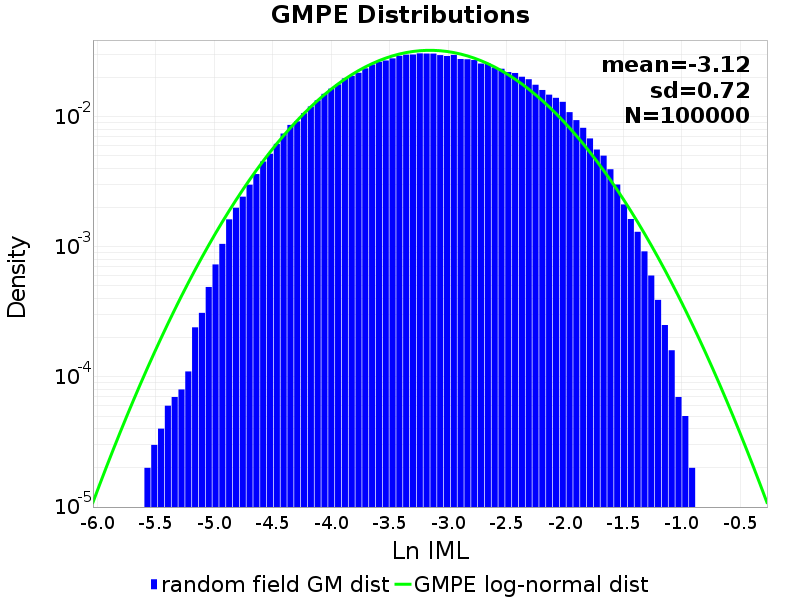 GMPE Distributions
mean=-3.12
sd=0.72
N=100000
Density
10-2
10-3
10-4
10-5
-6.0 -5.5 -5.0 -4.5 -4.0 -3.5 -3.0 -2.5 -2.0 -1.5 -1.0 -0.5
Ln IML
random field GM dist GMPE log-normal dist